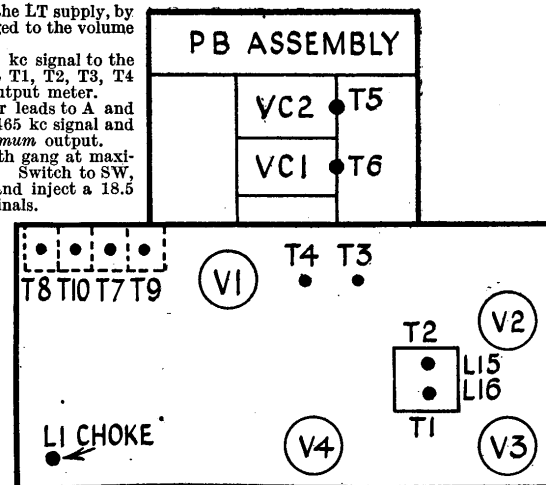 the LT supply, by
ged to the volume
kc signal to the
T1, T2, T3, T4
tput meter.
r leads to A and
465 kc signal and
mum output.
th gang at maxi-
Switch to SW,
nd inject a 18.5
inals.
PB ASSEMBLY
VC2 T5
VC1 T6
T8 T10 T7 T9
V1
T4 T3
V2
T2
L15
L16
T1
L1 CHOKE
V4
V3